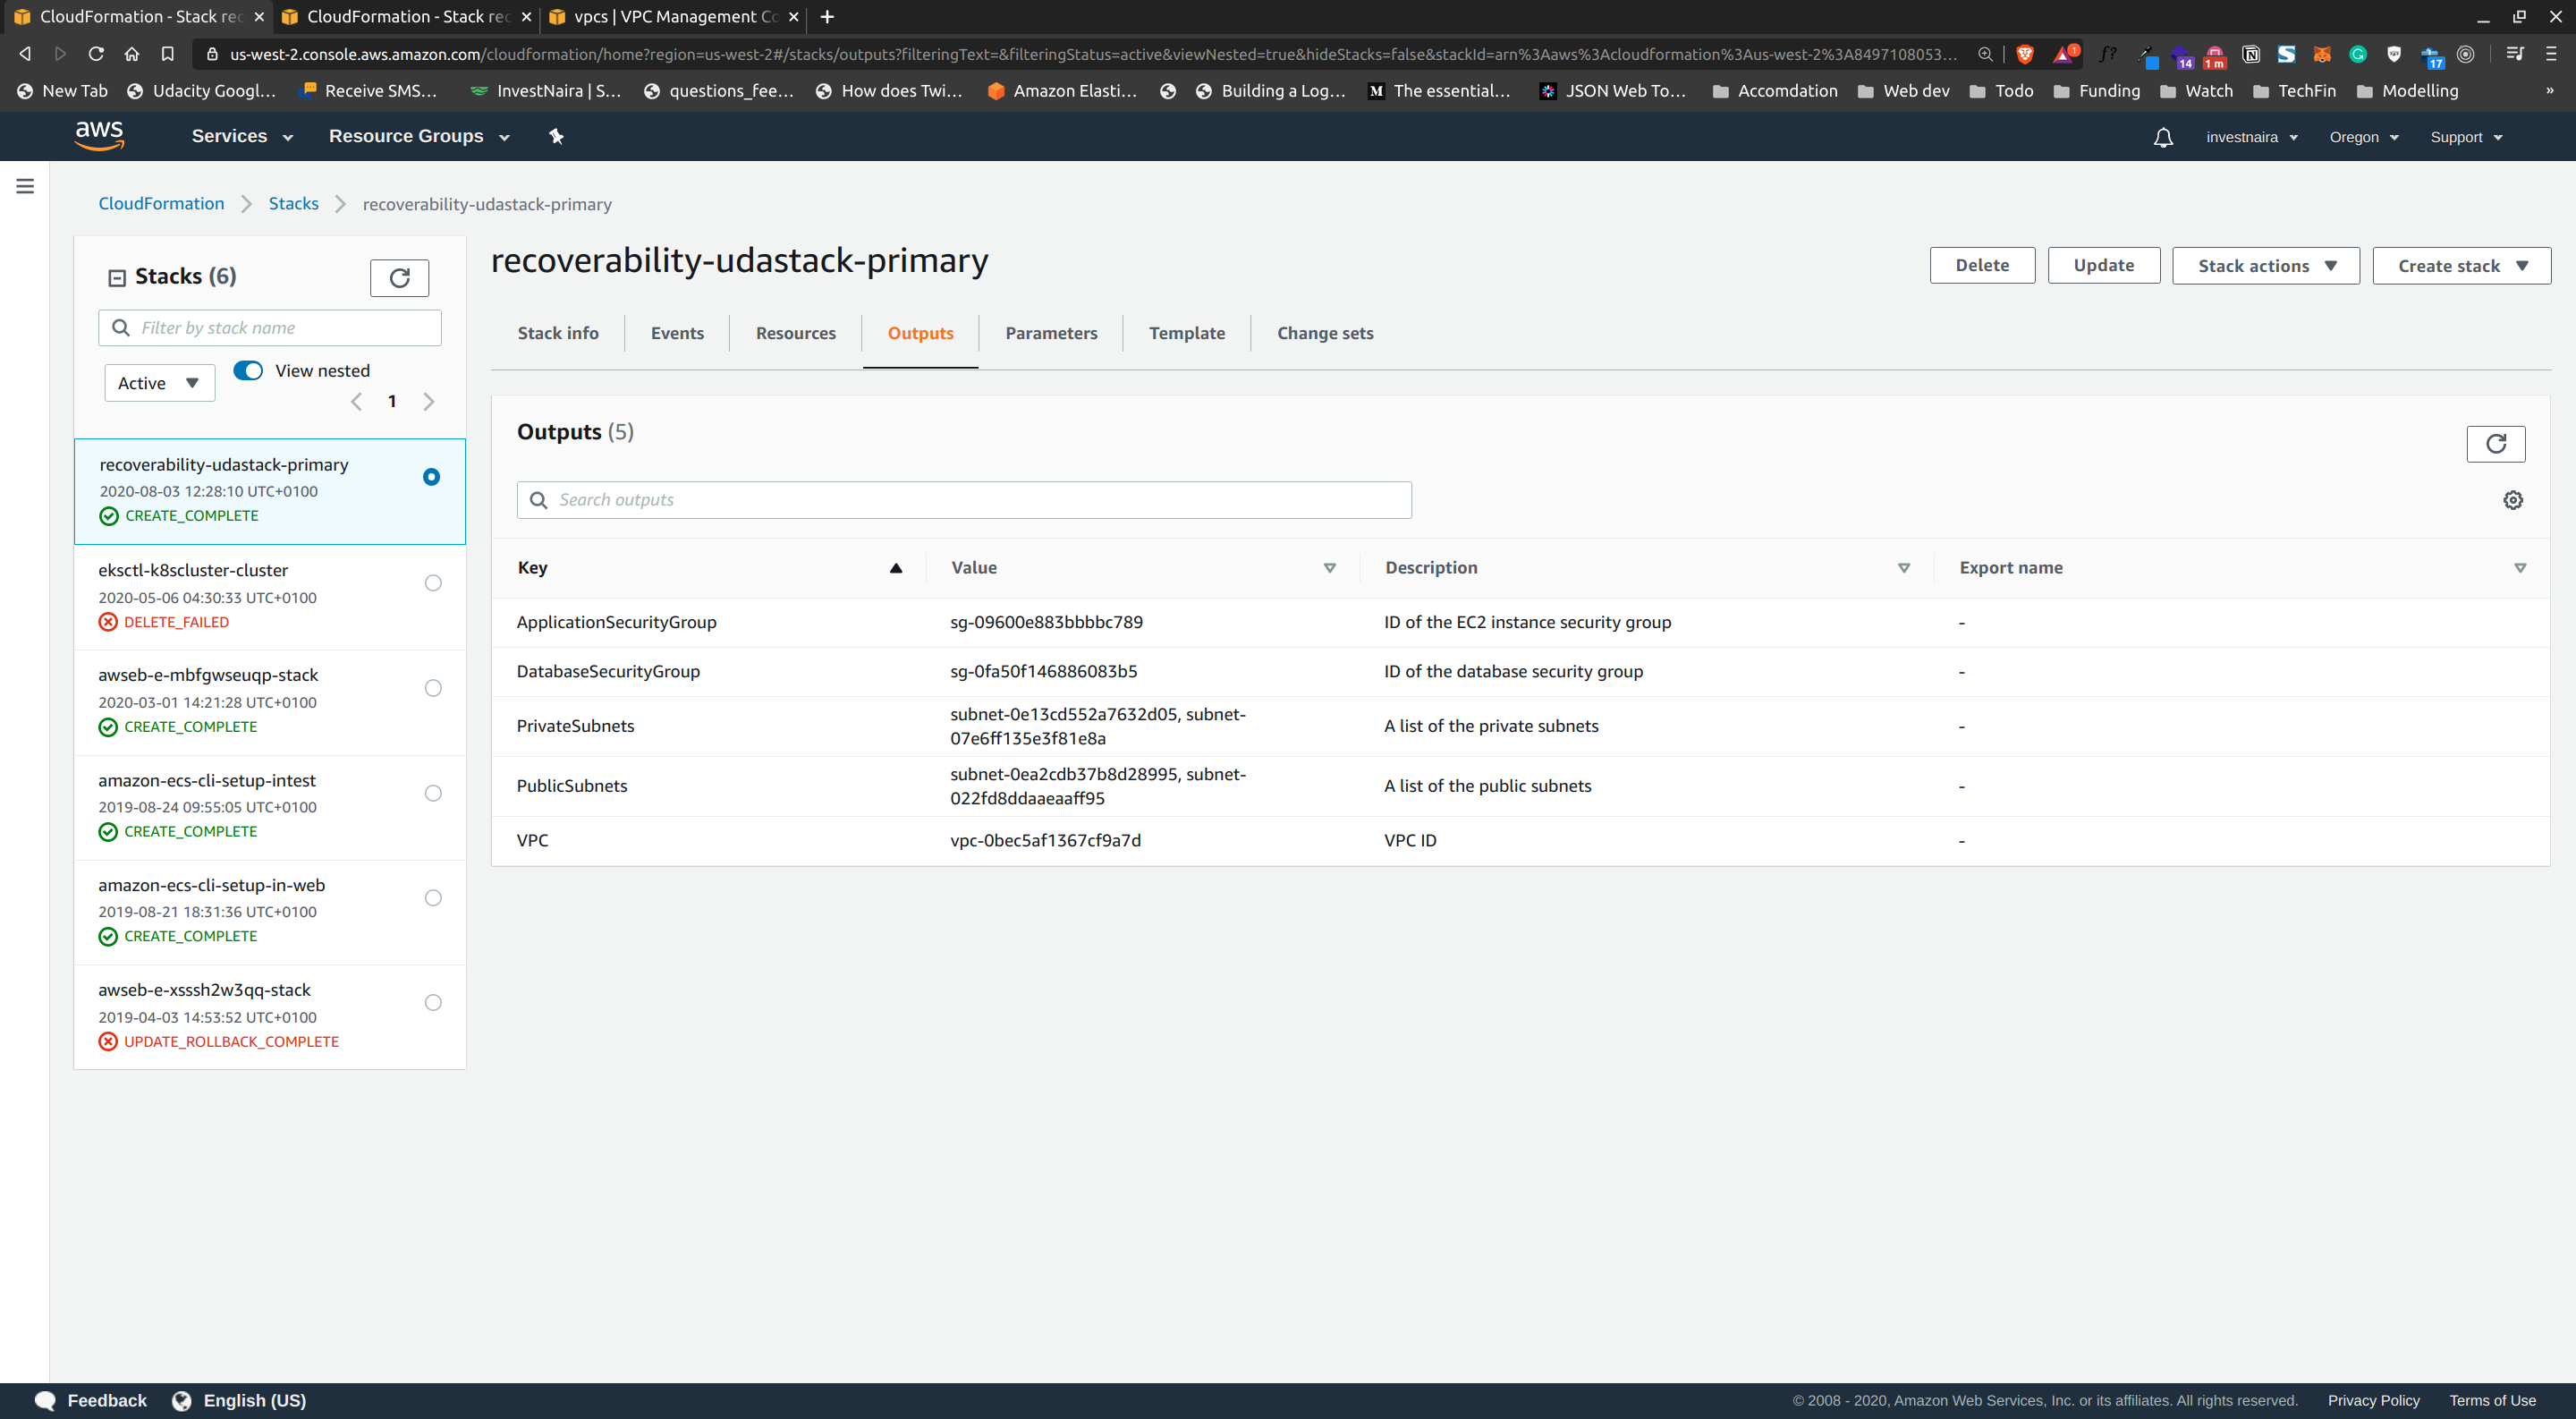 CloudFormation - Stack rec
CloudFormation - Stack rec
vpcs | VPC Management Co
us-west-2.console.aws.amazon.com/cloudformation/home?region=us-west-2#/stacks/outputs?filteringText=&filteringStatus=active&viewNested=true&hideStacks=false&stackId=arn%3Aaws%3Acloudformation%3Aus-west-2%3A8497108053...
1
f?
14
1 m
17
New Tab
Udacity Googl...
Receive SMS...
InvestNaira | S...
questions_fee...
How does Twi...
Amazon Elasti...
Building a Log...
The essential...
JSON Web To...
Accomdation
Web dev
Todo
Funding
Watch
TechFin
Modelling
»
aws
Services
Resource Groups
investnaira
Oregon
Support
CloudFormation
Stacks
recoverability-udastack-primary
Stacks (6)
Filter by stack name
Active
View nested
1
recoverability-udastack-primary
2020-08-03 12:28:10 UTC+0100
CREATE_COMPLETE
eksctl-k8scluster-cluster
2020-05-06 04:30:33 UTC+0100
DELETE_FAILED
awseb-e-mbfgwseuqp-stack
2020-03-01 14:21:28 UTC+0100
CREATE_COMPLETE
amazon-ecs-cli-setup-intest
2019-08-24 09:55:05 UTC+0100
CREATE_COMPLETE
amazon-ecs-cli-setup-in-web
2019-08-21 18:31:36 UTC+0100
CREATE_COMPLETE
awseb-e-xsssh2w3qq-stack
2019-04-03 14:53:52 UTC+0100
UPDATE_ROLLBACK_COMPLETE
recoverability-udastack-primary
Delete
Update
Stack actions
Create stack
Stack info
Events
Resources
Outputs
Parameters
Template
Change sets
Outputs (5)
Search outputs
Key
Value
Description
Export name
ApplicationSecurityGroup
sg-09600e883bbbbc789
ID of the EC2 instance security group
-
DatabaseSecurityGroup
sg-0fa50f146886083b5
ID of the database security group
-
PrivateSubnets
subnet-0e13cd552a7632d05, subnet-
07e6ff135e3f81e8a
A list of the private subnets
-
PublicSubnets
subnet-0ea2cdb37b8d28995, subnet-
022fd8ddaaeaaff95
A list of the public subnets
-
VPC
vpc-0bec5af1367cf9a7d
VPC ID
-
Feedback
English (US)
© 2008 - 2020, Amazon Web Services, Inc. or its affiliates. All rights reserved.
Privacy Policy
Terms of Use